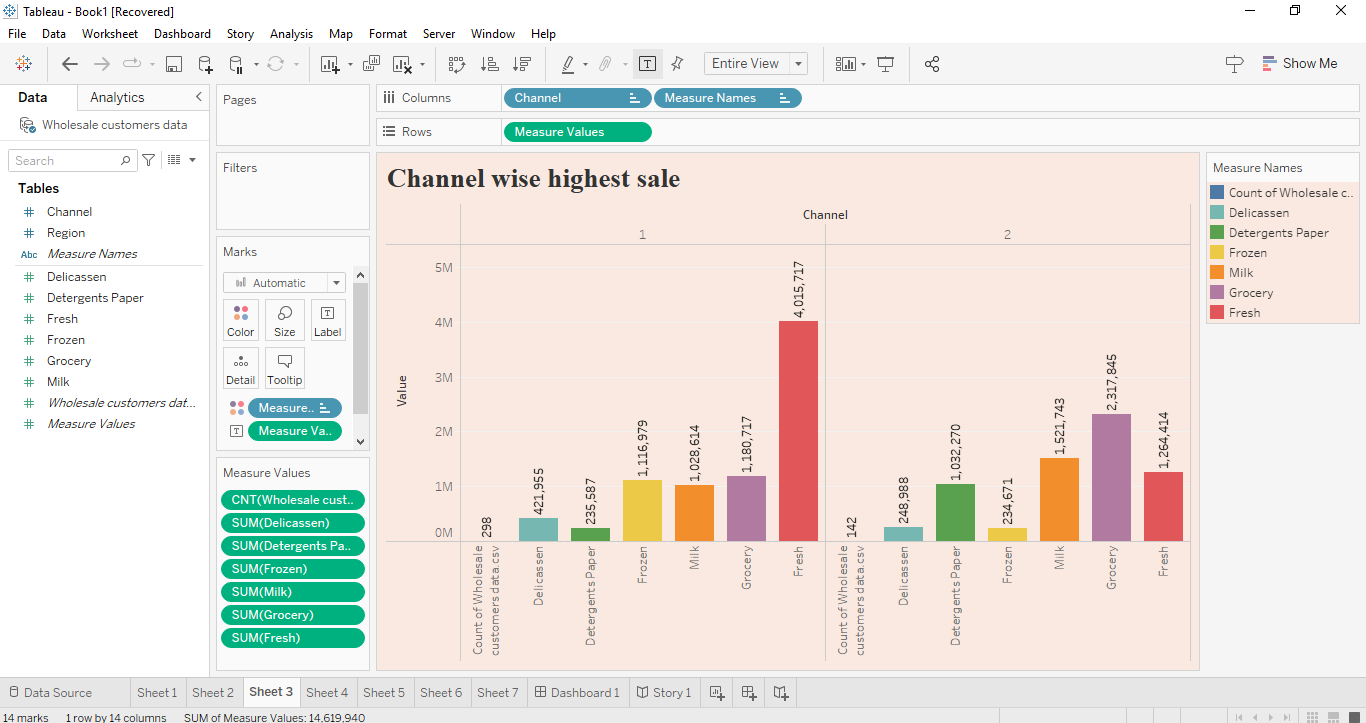 Tableau - Book1 [Recovered]
File Data Worksheet Dashboard Story Analysis Map Format Server Window Help
Entire View
Show Me
Data Analytics
Wholesale customers data
Search
Tables
Channel
Region
Abc Measure Names
Delicassen
Detergents Paper
Fresh
Frozen
Grocery
Milk
Wholesale customers dat...
Measure Values
Pages
Filters
Marks
Automatic
Color Size Label
Detail Tooltip
Measure..
Measure Va..
Measure Values
CNT(Wholesale cust..
SUM(Delicassen)
SUM(Detergents Pa..
SUM(Frozen)
SUM(Milk)
SUM(Grocery)
SUM(Fresh)
Columns Channel Measure Names
Rows Measure Values
Channel wise highest sale
Channel
1 2
Value
5M
4M
3M
2M
1M
0M
298
421,955
235,587
1,116,979
1,028,614
1,180,717
4,015,717
142
248,988
1,032,270
234,671
1,521,743
2,317,845
1,264,414
Count of Wholesale
customers data.csv
Delicassen
Detergents Paper
Frozen
Milk
Grocery
Fresh
Count of Wholesale
customers data.csv
Delicassen
Detergents Paper
Frozen
Milk
Grocery
Fresh
Measure Names
Count of Wholesale c..
Delicassen
Detergents Paper
Frozen
Milk
Grocery
Fresh
Data Source Sheet 1 Sheet 2 Sheet 3 Sheet 4 Sheet 5 Sheet 6 Sheet 7 Dashboard 1 Story 1
14 marks 1 row by 14 columns SUM of Measure Values: 14,619,940